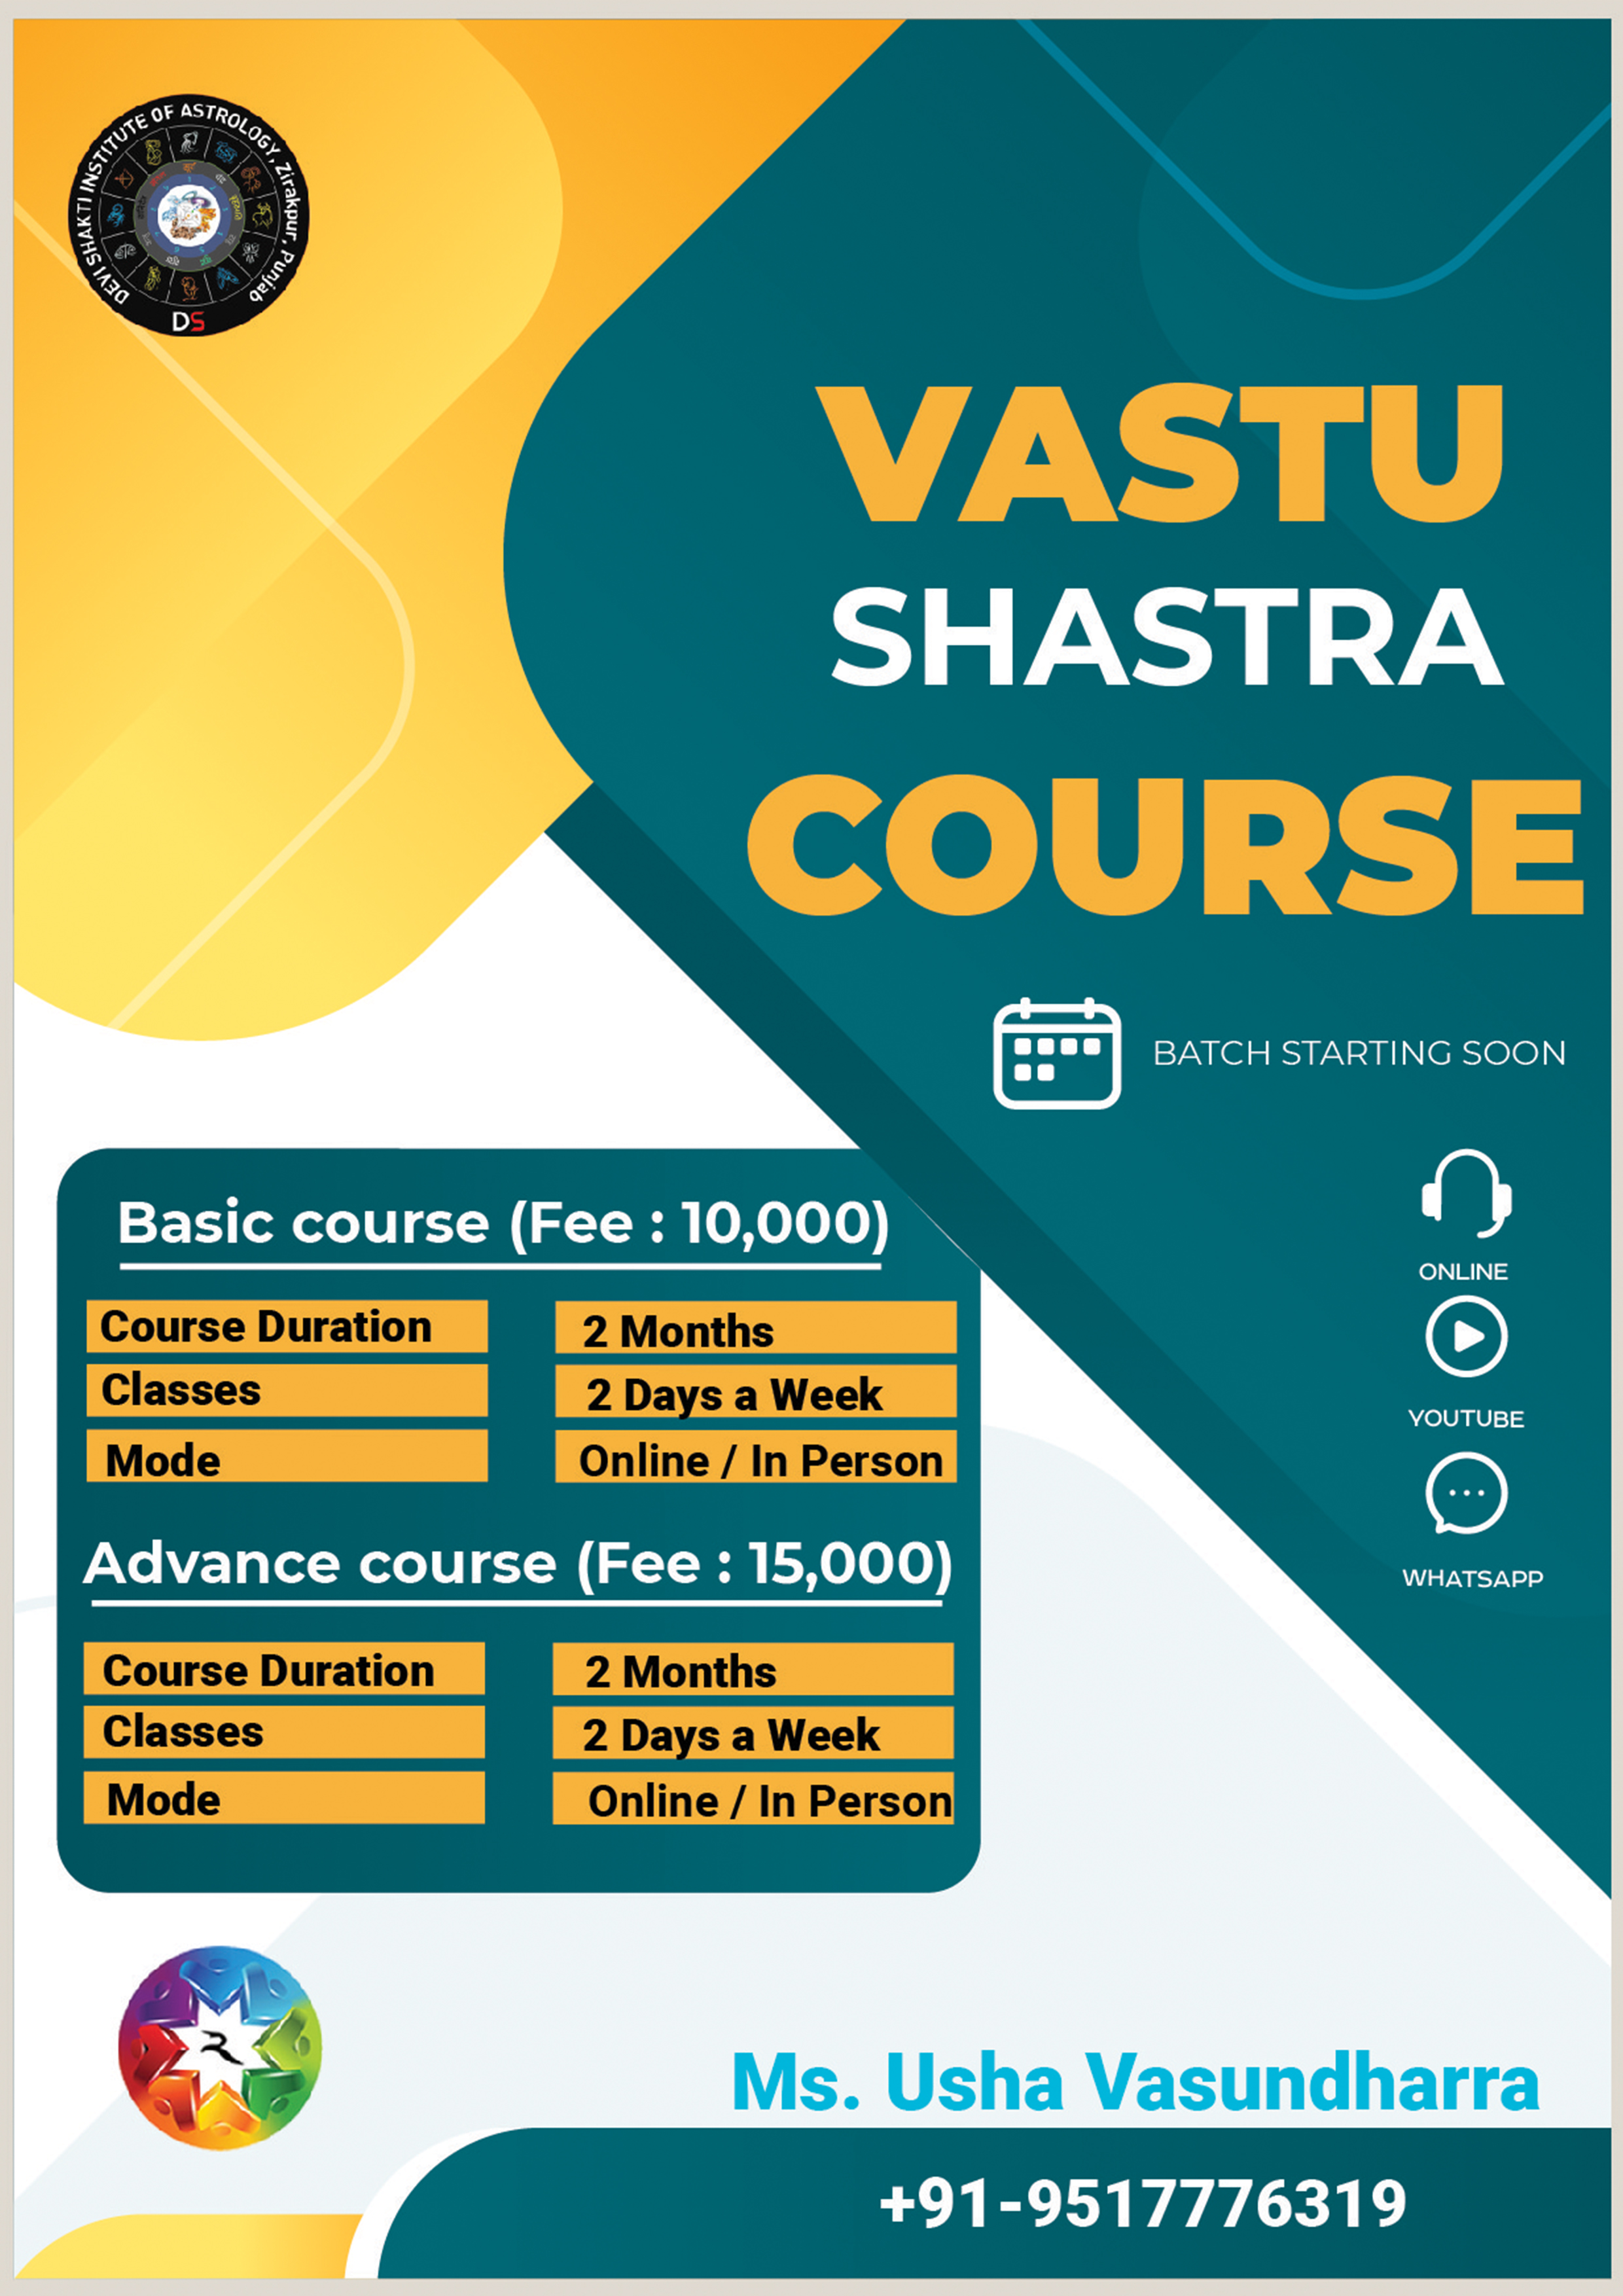 DEVI SHAKTI INSTITUTE OF ASTROLOGY, Zirakpur, Punjab
DS
VASTU
SHASTRA
COURSE
BATCH STARTING SOON
ONLINE
YOUTUBE
WHATSAPP
Basic course (Fee : 10,000)
Course Duration 2 Months
Classes 2 Days a Week
Mode Online / In Person
Advance course (Fee : 15,000)
Course Duration 2 Months
Classes 2 Days a Week
Mode Online / In Person
R
Ms. Usha Vasundharra
+91-9517776319